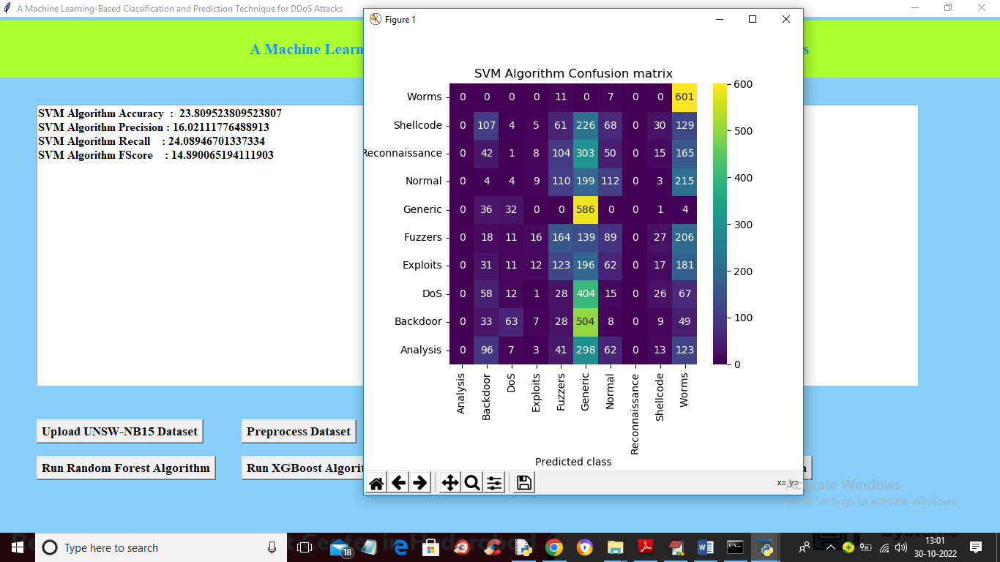 A Machine Learning-Based Classification and Prediction Technique for DDoS Attacks
Figure 1
A Machine Learn
s
SVM Algorithm Accuracy : 23.809523809523807
SVM Algorithm Precision : 16.02111776488913
SVM Algorithm Recall : 24.08946701337334
SVM Algorithm FScore : 14.890065194111903
SVM Algorithm Confusion matrix
Worms 0 0 0 0 11 0 7 0 0 601
Shellcode 0 107 4 5 61 226 68 0 30 129
Reconnaissance 0 42 1 8 104 303 50 0 15 165
Normal 0 4 4 9 110 199 112 0 3 215
Generic 0 36 32 0 0 586 0 0 1 4
Fuzzers 0 18 11 16 164 139 89 0 27 206
Exploits 0 31 11 12 123 196 62 0 17 181
DoS 0 58 12 1 28 404 15 0 26 67
Backdoor 0 33 63 7 28 504 8 0 9 49
Analysis 0 96 7 3 41 298 62 0 13 123
600
500
400
300
200
100
0
Analysis Backdoor DoS Exploits Fuzzers Generic Normal Reconnaissance Shellcode Worms
Predicted class
Upload UNSW-NB15 Dataset
Preprocess Dataset
Run Random Forest Algorithm
Run XGBoost Algorit
a
x= y=
Activate Windows
Go to Settings to activate Windows.
Type here to search
18
13:01
30-10-2022